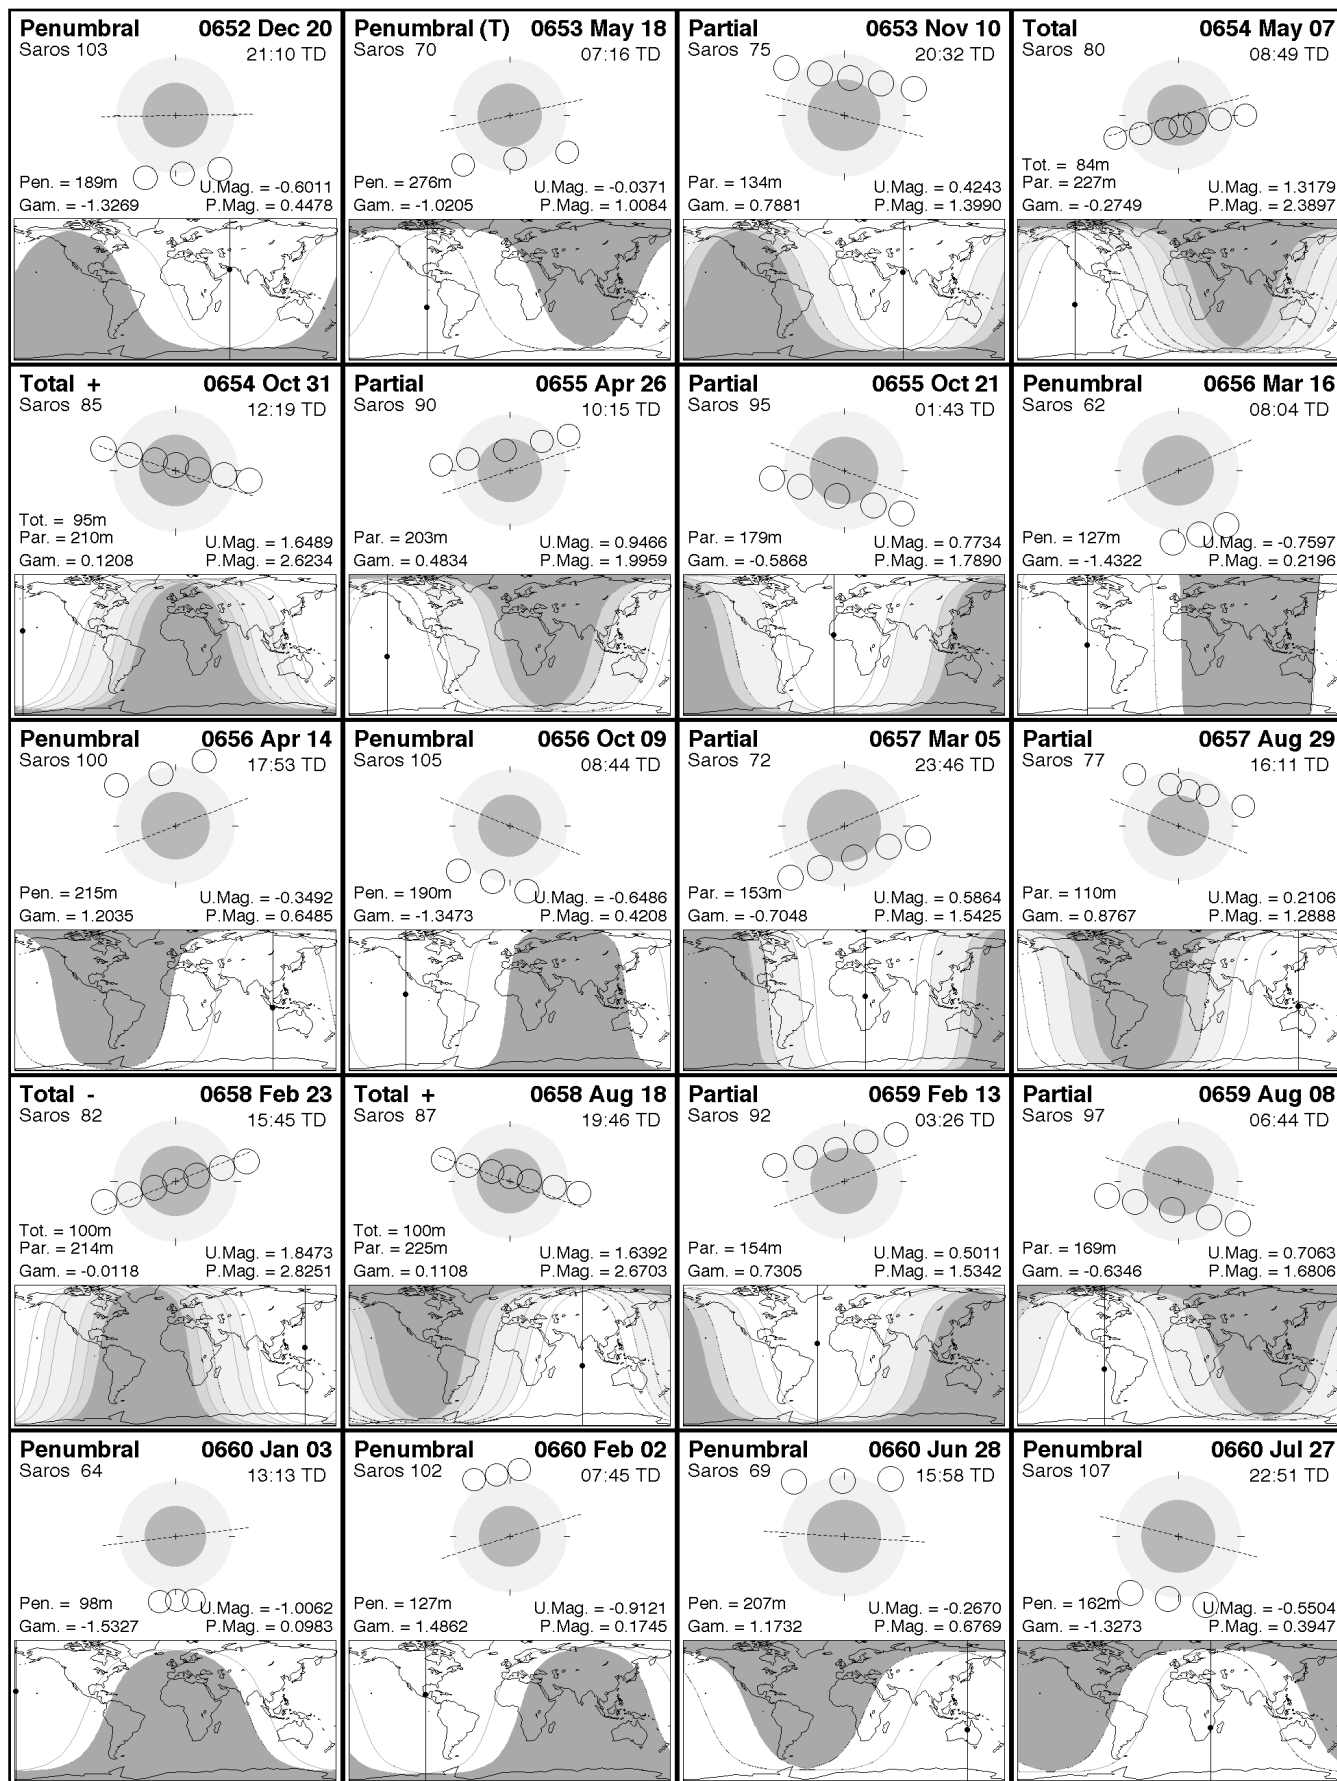 Penumbral 0652 Dec 20
Saros 103 21:10 TD
Pen. = 189m U.Mag. = -0.6011
Gam. = -1.3269 P.Mag. = 0.4478
Penumbral (T) 0653 May 18
Saros 70 07:16 TD
Pen. = 276m U.Mag. = -0.0371
Gam. = -1.0205 P.Mag. = 1.0084
Partial 0653 Nov 10
Saros 75 20:32 TD
Par. = 134m U.Mag. = 0.4243
Gam. = 0.7881 P.Mag. = 1.3990
Total 0654 May 07
Saros 80 08:49 TD
Tot. = 84m
Par. = 227m U.Mag. = 1.3179
Gam. = -0.2749 P.Mag. = 2.3897
Total + 0654 Oct 31
Saros 85 12:19 TD
Tot. = 95m
Par. = 210m U.Mag. = 1.6489
Gam. = 0.1208 P.Mag. = 2.6234
Partial 0655 Apr 26
Saros 90 10:15 TD
Par. = 203m U.Mag. = 0.9466
Gam. = 0.4834 P.Mag. = 1.9959
Partial 0655 Oct 21
Saros 95 01:43 TD
Par. = 179m U.Mag. = 0.7734
Gam. = -0.5868 P.Mag. = 1.7890
Penumbral 0656 Mar 16
Saros 62 08:04 TD
Pen. = 127m U.Mag. = -0.7597
Gam. = -1.4322 P.Mag. = 0.2196
Penumbral 0656 Apr 14
Saros 100 17:53 TD
Pen. = 215m U.Mag. = -0.3492
Gam. = 1.2035 P.Mag. = 0.6485
Penumbral 0656 Oct 09
Saros 105 08:44 TD
Pen. = 190m U.Mag. = -0.6486
Gam. = -1.3473 P.Mag. = 0.4208
Partial 0657 Mar 05
Saros 72 23:46 TD
Par. = 153m U.Mag. = 0.5864
Gam. = -0.7048 P.Mag. = 1.5425
Partial 0657 Aug 29
Saros 77 16:11 TD
Par. = 110m U.Mag. = 0.2106
Gam. = 0.8767 P.Mag. = 1.2888
Total - 0658 Feb 23
Saros 82 15:45 TD
Tot. = 100m
Par. = 214m U.Mag. = 1.8473
Gam. = -0.0118 P.Mag. = 2.8251
Total + 0658 Aug 18
Saros 87 19:46 TD
Tot. = 100m
Par. = 225m U.Mag. = 1.6392
Gam. = 0.1108 P.Mag. = 2.6703
Partial 0659 Feb 13
Saros 92 03:26 TD
Par. = 154m U.Mag. = 0.5011
Gam. = 0.7305 P.Mag. = 1.5342
Partial 0659 Aug 08
Saros 97 06:44 TD
Par. = 169m U.Mag. = 0.7063
Gam. = -0.6346 P.Mag. = 1.6806
Penumbral 0660 Jan 03
Saros 64 13:13 TD
Pen. = 98m U.Mag. = -1.0062
Gam. = -1.5327 P.Mag. = 0.0983
Penumbral 0660 Feb 02
Saros 102 07:45 TD
Pen. = 127m U.Mag. = -0.9121
Gam. = 1.4862 P.Mag. = 0.1745
Penumbral 0660 Jun 28
Saros 69 15:58 TD
Pen. = 207m U.Mag. = -0.2670
Gam. = 1.1732 P.Mag. = 0.6769
Penumbral 0660 Jul 27
Saros 107 22:51 TD
Pen. = 162m U.Mag. = -0.5504
Gam. = -1.3273 P.Mag. = 0.3947